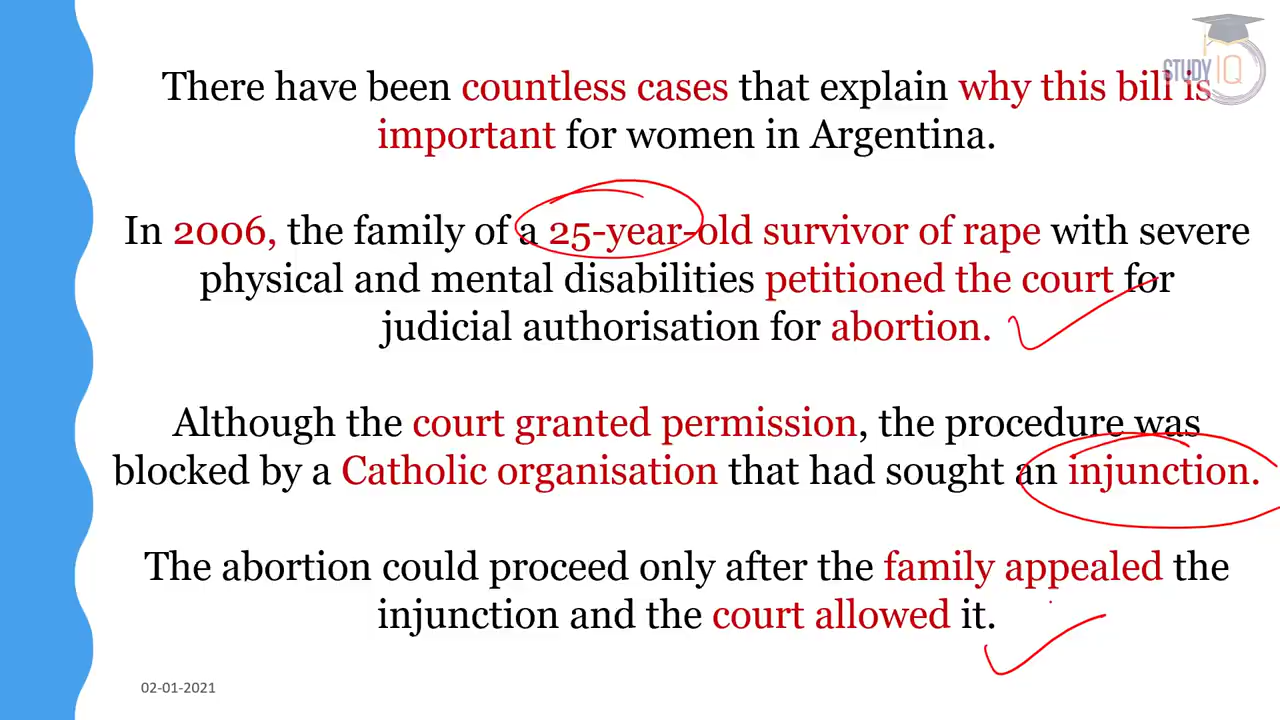 STUDY IQ
There have been countless cases that explain why this bill is
important for women in Argentina.
In 2006, the family of a 25-year-old survivor of rape with severe
physical and mental disabilities petitioned the court for
judicial authorisation for abortion.
Although the court granted permission, the procedure was
blocked by a Catholic organisation that had sought an injunction.
The abortion could proceed only after the family appealed the
injunction and the court allowed it.
02-01-2021